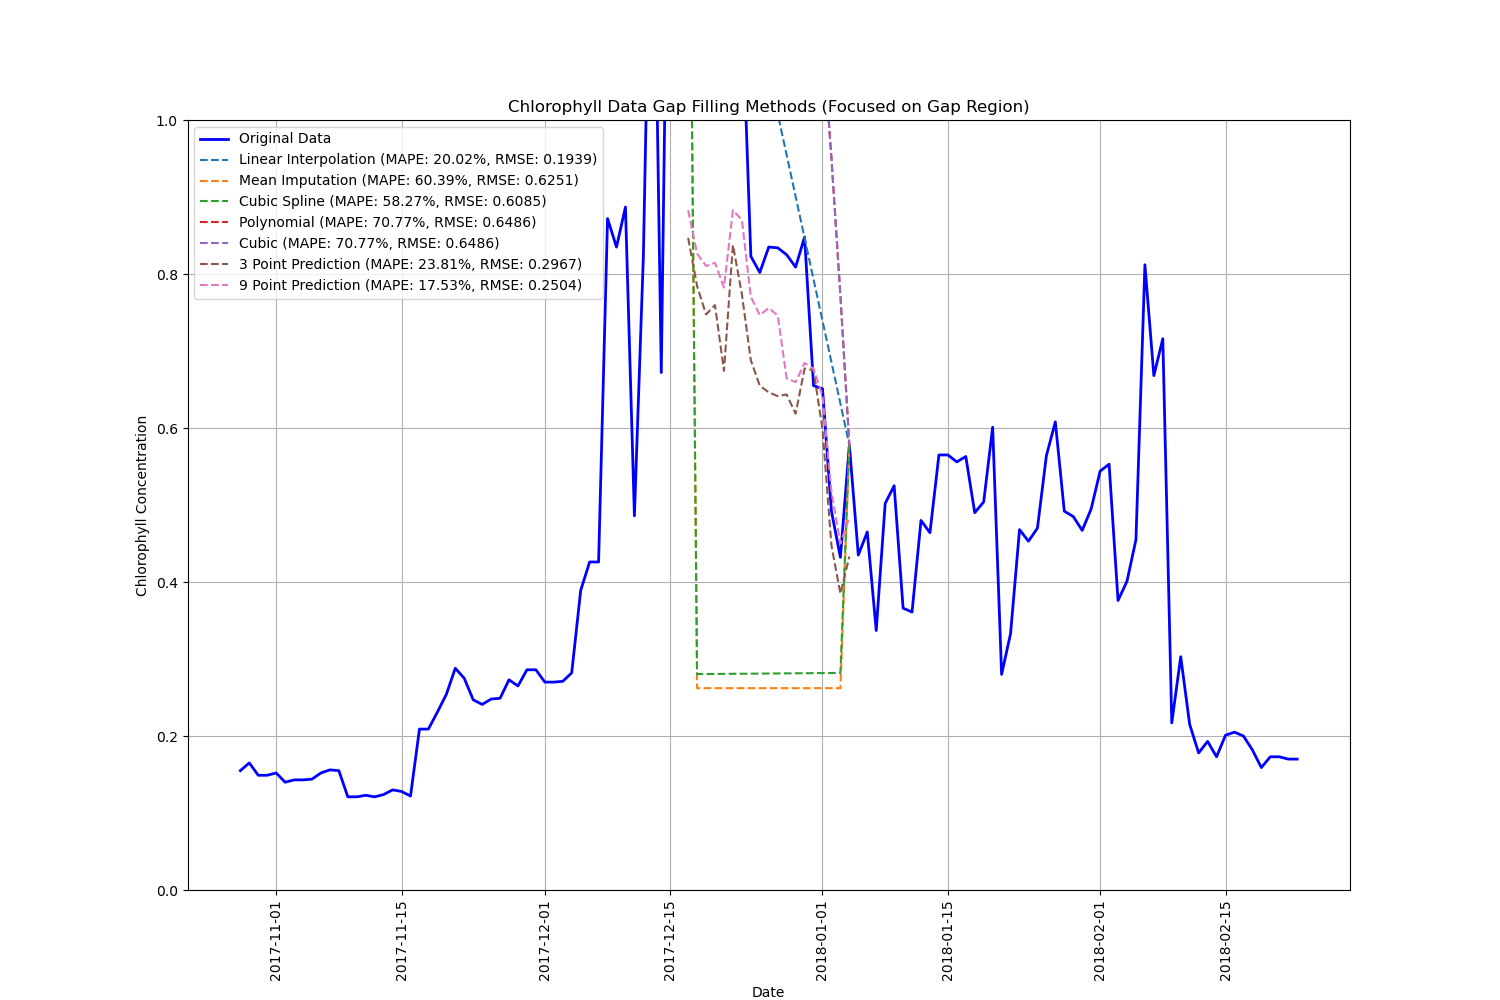 Chlorophyll Data Gap Filling Methods (Focused on Gap Region)
1.0
0.8
0.6
0.4
0.2
0.0
Chlorophyll Concentration
Original Data
Linear Interpolation (MAPE: 20.02%, RMSE: 0.1939)
Mean Imputation (MAPE: 60.39%, RMSE: 0.6251)
Cubic Spline (MAPE: 58.27%, RMSE: 0.6085)
Polynomial (MAPE: 70.77%, RMSE: 0.6486)
Cubic (MAPE: 70.77%, RMSE: 0.6486)
3 Point Prediction (MAPE: 23.81%, RMSE: 0.2967)
9 Point Prediction (MAPE: 17.53%, RMSE: 0.2504)
2017-11-01
2017-11-15
2017-12-01
2017-12-15
2018-01-01
2018-01-15
2018-02-01
2018-02-15
Date